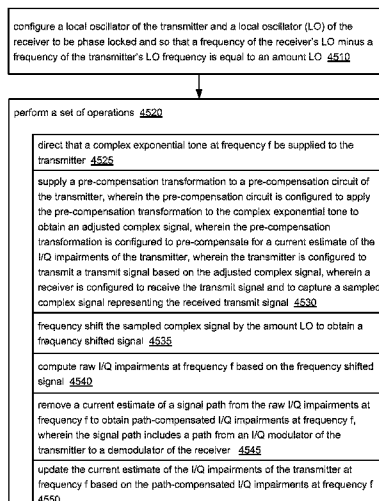 configure a local oscillator of the transmitter and a local oscillator (LO) of the
receiver to be phase locked and so that a frequency of the receiver's LO minus a
frequency of the transmitter's LO frequency is equal to an amount LO 4510
perform a set of operations 4520
direct that a complex exponential tone at frequency f be supplied to the
transmitter 4525
supply a pre-compensation transformation to a pre-compensation circuit of
the transmitter, wherein the pre-compensation circuit is configured to apply
the pre-compensation transformation to the complex exponential tone to
obtain an adjusted complex signal, wherein the pre-compensation
transformation is configured to pre-compensate for a current estimate of the
I/Q impairments of the transmitter, wherein the transmitter is configured to
transmit a transmit signal based on the adjusted complex signal, wherein a
receiver is configured to receive the transmit signal and to capture a sampled
complex signal representing the received transmit signal 4530
frequency shift the sampled complex signal by the amount LO to obtain a
frequency shifted signal 4535
compute raw I/Q impairments at frequency f based on the frequency shifted
signal 4540
remove a current estimate of a signal path from the raw I/Q impairments at
frequency f to obtain path-compensated I/Q impairments at frequency f,
wherein the signal path includes a path from an I/Q modulator of the
transmitter to a demodulator of the receiver 4545
update the current estimate of the I/Q impairments of the transmitter at
frequency f based on the path-compensated I/Q impairments at frequency f
4550